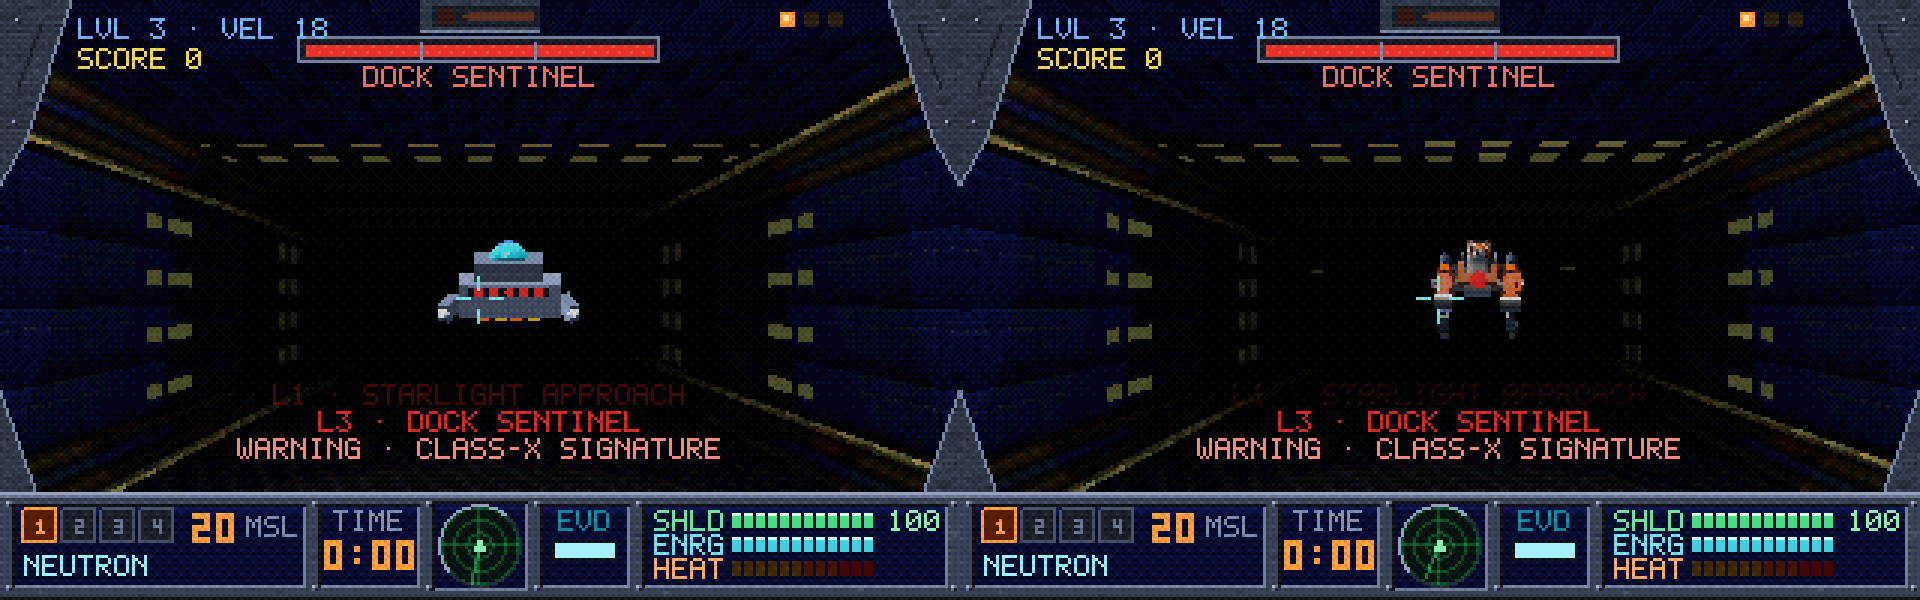 LVL 3 · VEL 18
SCORE 0
DOCK SENTINEL
L1 · STARLIGHT APPROACH
L3 · DOCK SENTINEL
WARNING · CLASS-X SIGNATURE
1 2 3 4 20 MSL
NEUTRON
TIME
0:00
EVD
SHLD 100
ENRG
HEAT
LVL 3 · VEL 18
SCORE 0
DOCK SENTINEL
L1 · STARLIGHT APPROACH
L3 · DOCK SENTINEL
WARNING · CLASS-X SIGNATURE
1 2 3 4 20 MSL
NEUTRON
TIME
0:00
EVD
SHLD 100
ENRG
HEAT